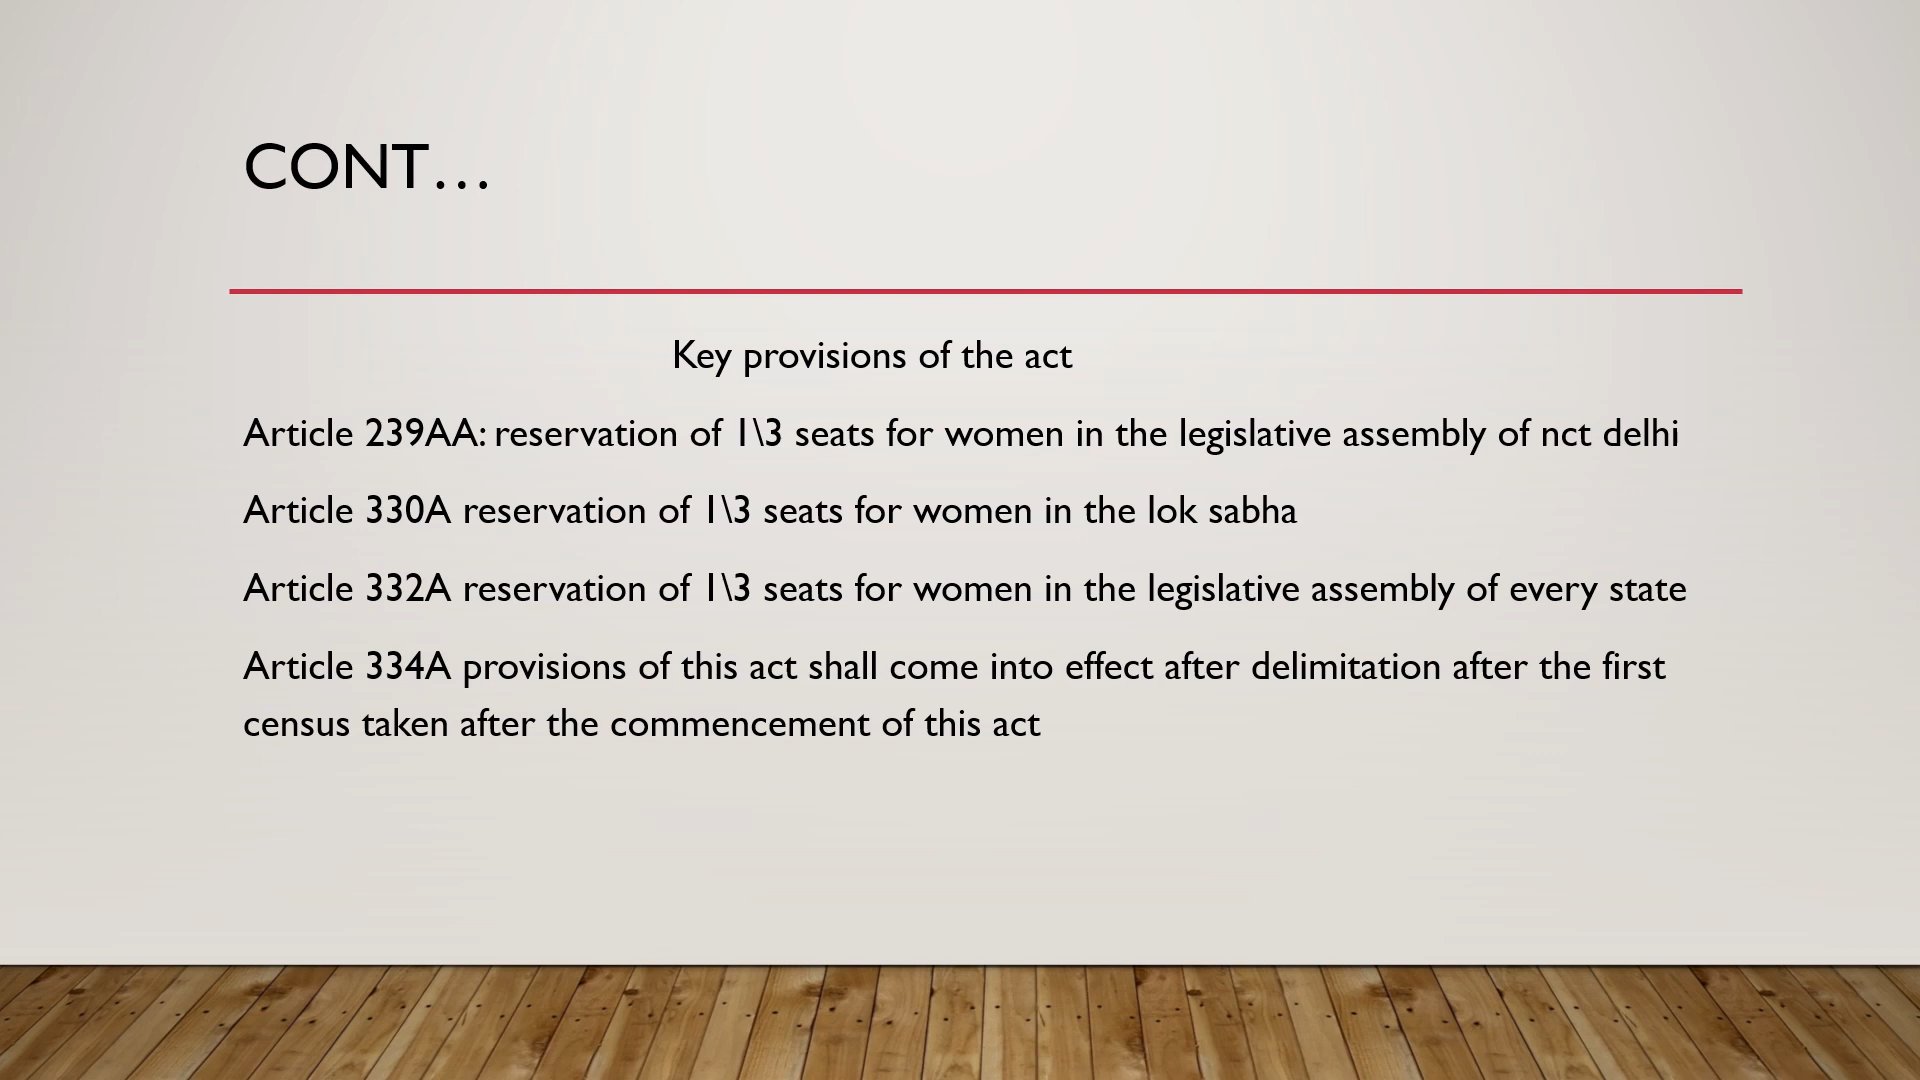 CONT…
Key provisions of the act
Article 239AA: reservation of 1\3 seats for women in the legislative assembly of nct delhi
Article 330A reservation of 1\3 seats for women in the lok sabha
Article 332A reservation of 1\3 seats for women in the legislative assembly of every state
Article 334A provisions of this act shall come into effect after delimitation after the first
census taken after the commencement of this act